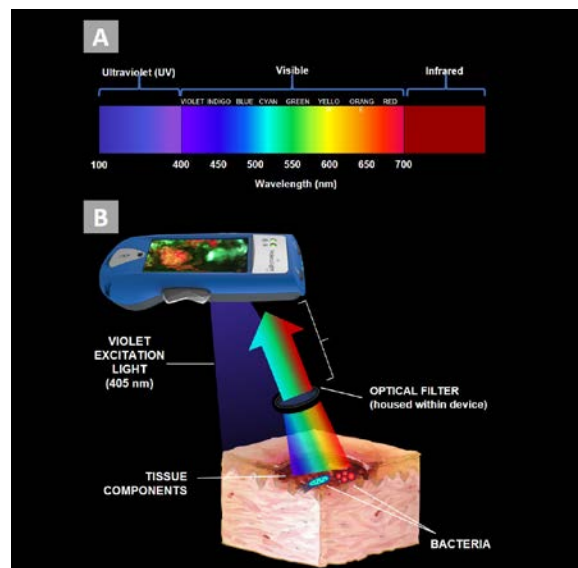 A
Ultraviolet (UV) Visible Infrared
VIOLET INDIGO BLUE CYAN GREEN YELLO ORANG RED
100 400 450 500 550 600 650 700
Wavelength (nm)
B
VIOLET
EXCITATION
LIGHT
(405 nm)
OPTICAL FILTER
(housed within device)
TISSUE
COMPONENTS
BACTERIA